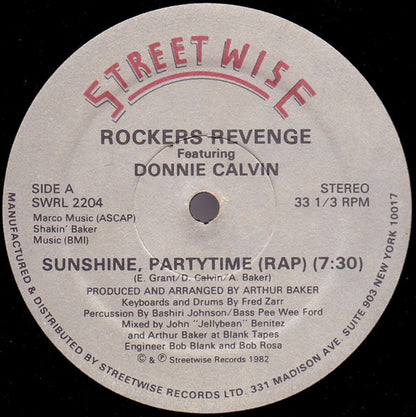 STREET WISE
ROCKERS REVENGE
Featuring
DONNIE CALVIN
SIDE A
SWRL 2204
STEREO
33 1/3 RPM
Marco Music (ASCAP)
Shakin' Baker
Music (BMI)
SUNSHINE, PARTYTIME (RAP) (7:30)
(E. Grant/D. Calvin/A. Baker)
PRODUCED AND ARRANGED BY ARTHUR BAKER
Keyboards and Drums By Fred Zarr
Percussion By Bashiri Johnson/Bass Pee Wee Ford
Mixed by John "Jellybean" Benitez
and Arthur Baker at Blank Tapes
Engineer Bob Blank and Bob Rosa
© & ℗ Streetwise Records 1982
MANUFACTURED & DISTRIBUTED BY STREETWISE RECORDS LTD. 331 MADISON AVE. SUITE 903 NEW YORK 10017